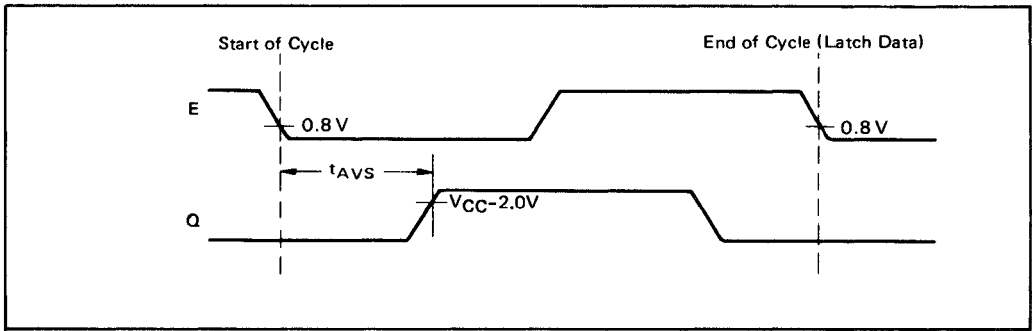 Start of Cycle
End of Cycle (Latch Data)
E
0.8 V
0.8 V
tAVS
VCC-2.0V
Q